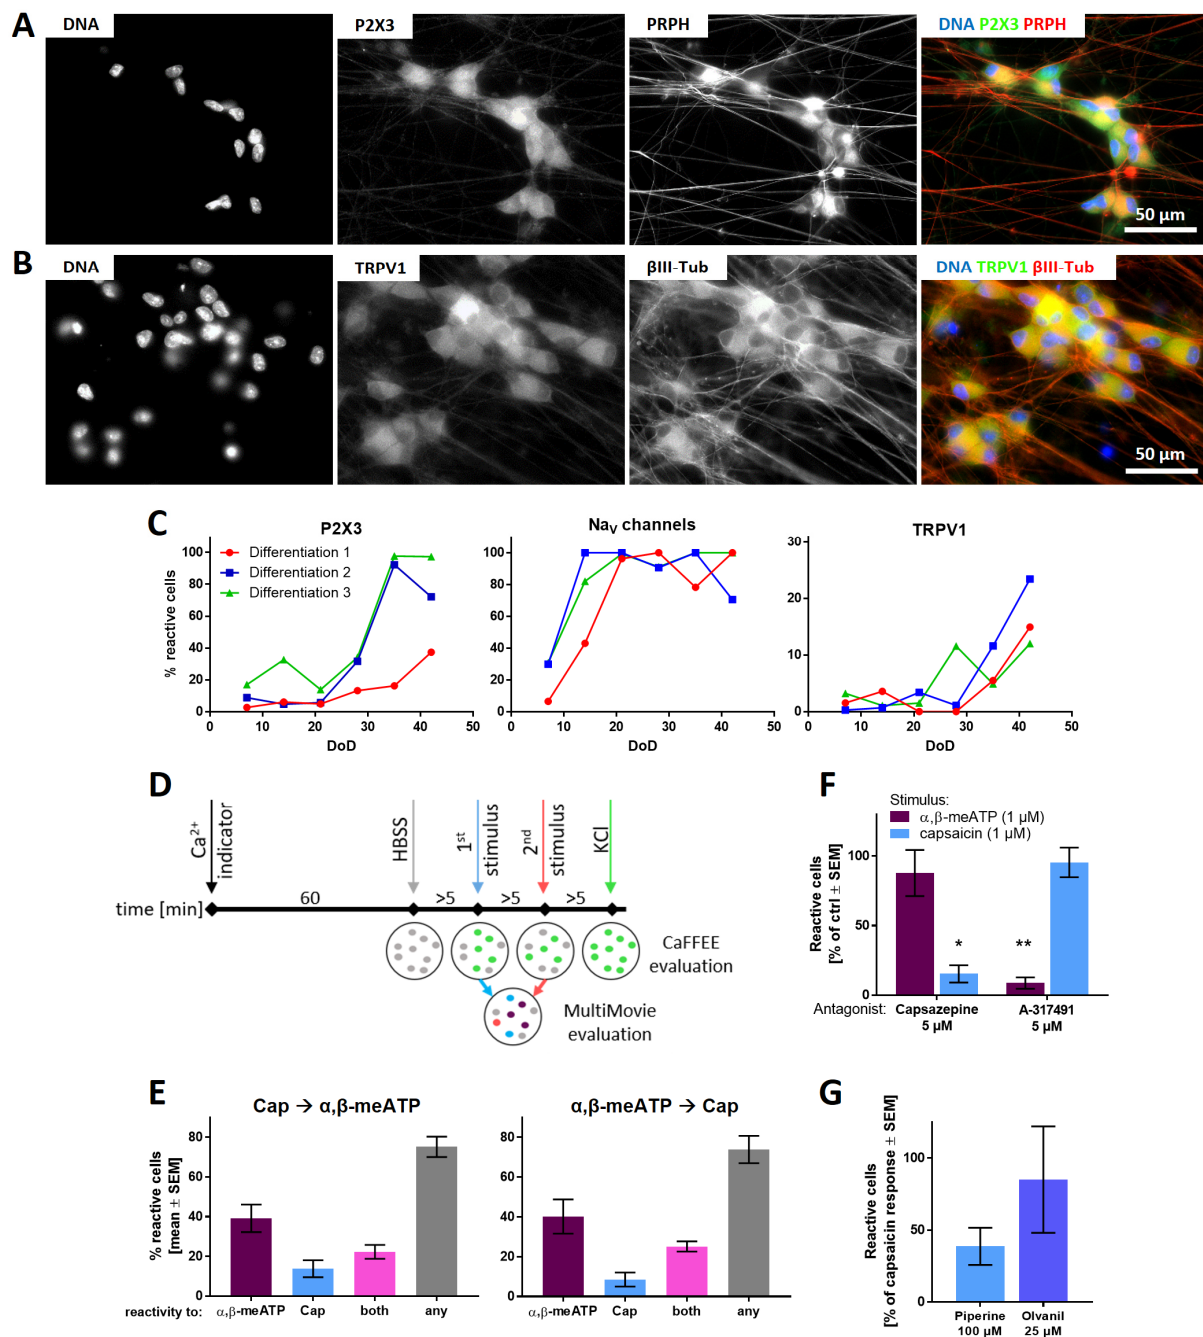 A
DNA
P2X3
PRPH
DNA P2X3 PRPH
50 µm
B
DNA
TRPV1
βIII-Tub
DNA TRPV1 βIII-Tub
50 µm
C
P2X3
NaV channels
TRPV1
% reactive cells
100
80
60
40
20
0
Differentiation 1
Differentiation 2
Differentiation 3
0 10 20 30 40 50
DoD
100
80
60
40
20
0
0 10 20 30 40 50
DoD
30
20
10
0
0 10 20 30 40 50
DoD
D
Ca2+
indicator
HBSS
1st
stimulus
2nd
stimulus
KCl
time [min]
60
>5
>5
>5
CaFFEE
evaluation
MultiMovie
evaluation
F
Stimulus:
α,β-meATP (1 µM)
capsaicin (1 µM)
Reactive cells
[% of ctrl ± SEM]
100
50
0
*
**
Antagonist:
Capsazepine
5 µM
A-317491
5 µM
E
Cap → α,β-meATP
% reactive cells
[mean ± SEM]
80
60
40
20
0
reactivity to:
α,β-meATP
Cap
both
any
α,β-meATP → Cap
80
60
40
20
0
α,β-meATP
Cap
both
any
G
Reactive cells
[% of capsaicin response ± SEM]
100
50
0
Piperine
100 µM
Olvanil
25 µM